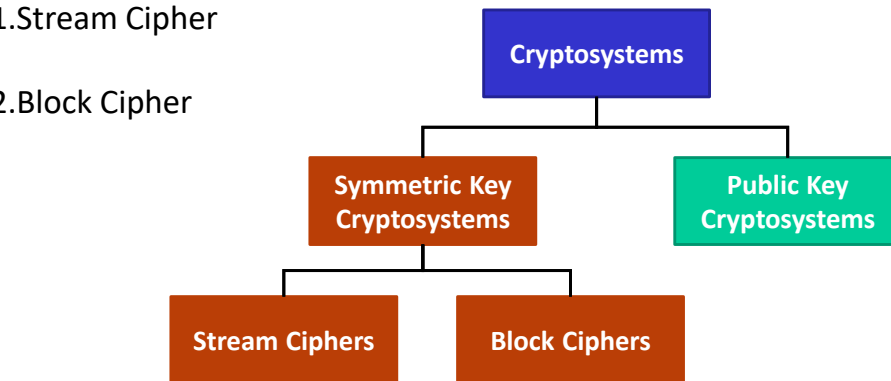 1.Stream Cipher
2.Block Cipher
Cryptosystems
Symmetric Key
Cryptosystems
Public Key
Cryptosystems
Stream Ciphers
Block Ciphers